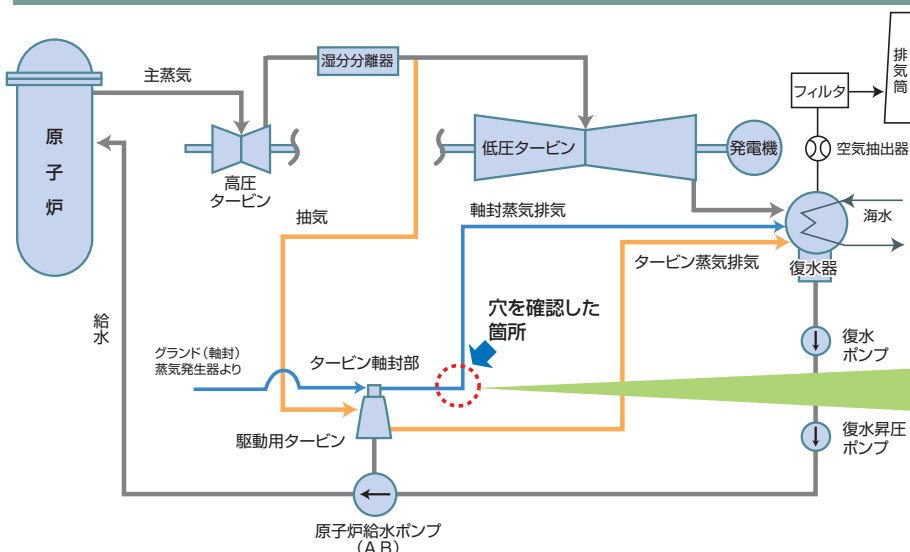 主蒸気
湿分分離器
フィルタ
排
気
筒
原
子
炉
高圧
タービン
低圧タービン
発電機
空気抽出器
抽気
軸封蒸気排気
海水
タービン蒸気排気
復水器
穴を確認した
箇所
給
水
グランド(軸封)
蒸気発生器より
タービン軸封部
復水
ポンプ
駆動用タービン
復水昇圧
ポンプ
原子炉給水ポンプ
(A,B)